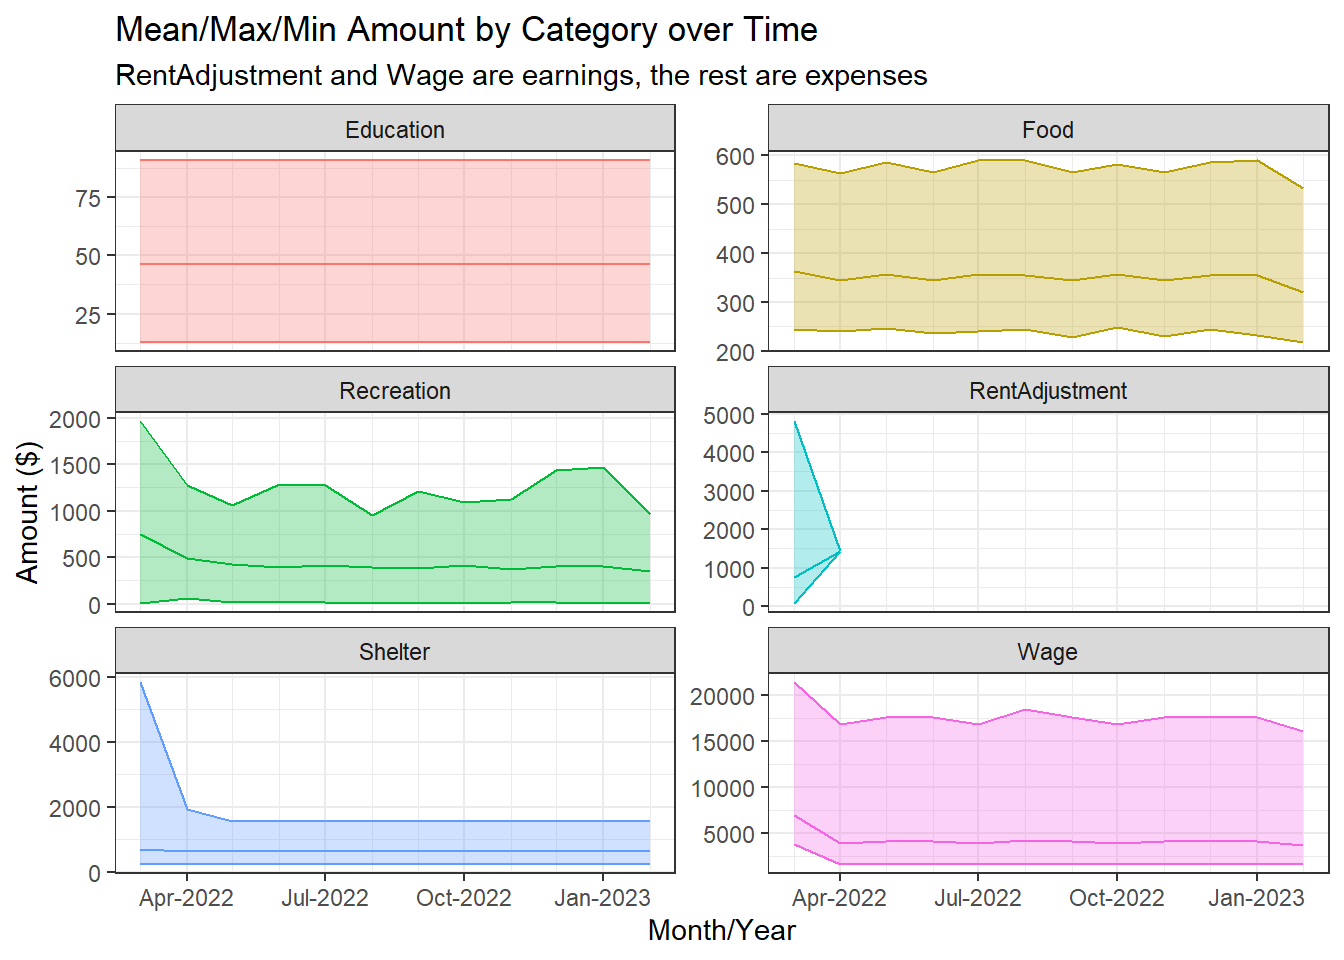 Mean/Max/Min Amount by Category over Time
RentAdjustment and Wage are earnings, the rest are expenses
Education
75
50
25
Food
600
500
400
300
200
Amount ($)
Recreation
2000
1500
1000
500
0
RentAdjustment
5000
4000
3000
2000
1000
0
Shelter
6000
4000
2000
0
Apr-2022 Jul-2022 Oct-2022 Jan-2023
Wage
20000
15000
10000
5000
Apr-2022 Jul-2022 Oct-2022 Jan-2023
Month/Year